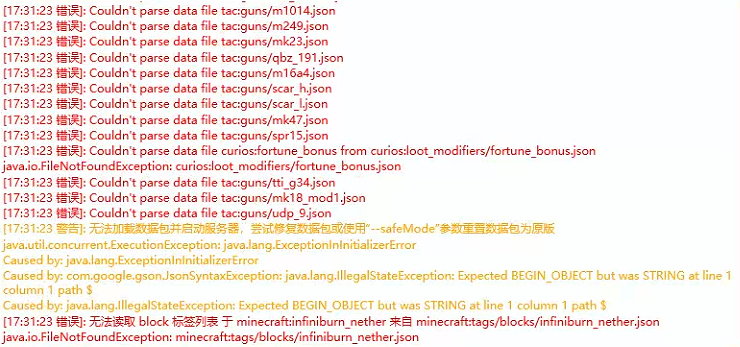 [17:31:23 错误]: Couldn't parse data file tac:guns/m1014.json
[17:31:23 错误]: Couldn't parse data file tac:guns/m249.json
[17:31:23 错误]: Couldn't parse data file tac:guns/mk23.json
[17:31:23 错误]: Couldn't parse data file tac:guns/qbz_191.json
[17:31:23 错误]: Couldn't parse data file tac:guns/m16a4.json
[17:31:23 错误]: Couldn't parse data file tac:guns/scar_h.json
[17:31:23 错误]: Couldn't parse data file tac:guns/scar_l.json
[17:31:23 错误]: Couldn't parse data file tac:guns/mk47.json
[17:31:23 错误]: Couldn't parse data file tac:guns/spr15.json
[17:31:23 错误]: Couldn't parse data file curios:fortune_bonus from curios:loot_modifiers/fortune_bonus.json
java.io.FileNotFoundException: curios:loot_modifiers/fortune_bonus.json
[17:31:23 错误]: Couldn't parse data file tac:guns/tti_g34.json
[17:31:23 错误]: Couldn't parse data file tac:guns/mk18_mod1.json
[17:31:23 错误]: Couldn't parse data file tac:guns/udp_9.json
[17:31:23 警告]: 无法加载数据包并启动服务器，尝试修复数据包或使用"--safeMode"参数重置数据包为原版
java.util.concurrent.ExecutionException: java.lang.ExceptionInInitializerError
Caused by: java.lang.ExceptionInInitializerError
Caused by: com.google.gson.JsonSyntaxException: java.lang.IllegalStateException: Expected BEGIN_OBJECT but was STRING at line 1
column 1 path $
Caused by: java.lang.IllegalStateException: Expected BEGIN_OBJECT but was STRING at line 1 column 1 path $
[17:31:23 错误]: 无法读取 block 标签列表 于 minecraft:infiniburn_nether 来自 minecraft:tags/blocks/infiniburn_nether.json
java.io.FileNotFoundException: minecraft:tags/blocks/infiniburn_nether.json